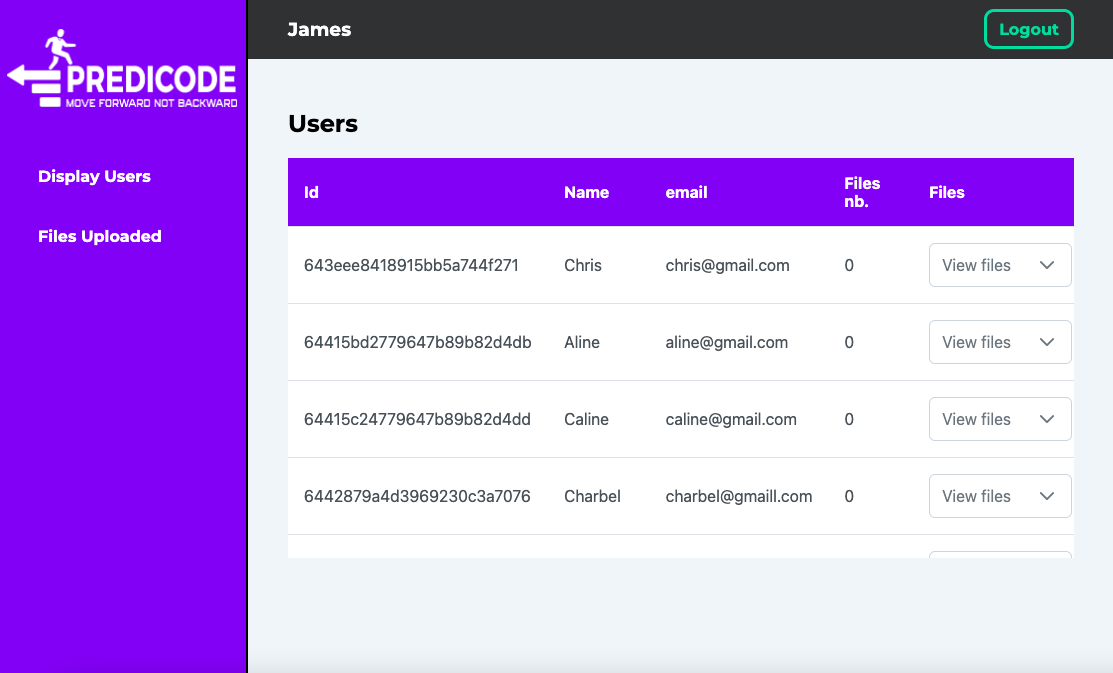 James
Logout
PREDICODE
MOVE FORWARD NOT BACKWARD
Display Users
Files Uploaded
Users
Id Name email Files nb. Files
643eee8418915bb5a744f271 Chris chris@gmail.com 0 View files
64415bd2779647b89b82d4db Aline aline@gmail.com 0 View files
64415c24779647b89b82d4dd Caline caline@gmail.com 0 View files
6442879a4d3969230c3a7076 Charbel charbel@gmaill.com 0 View files